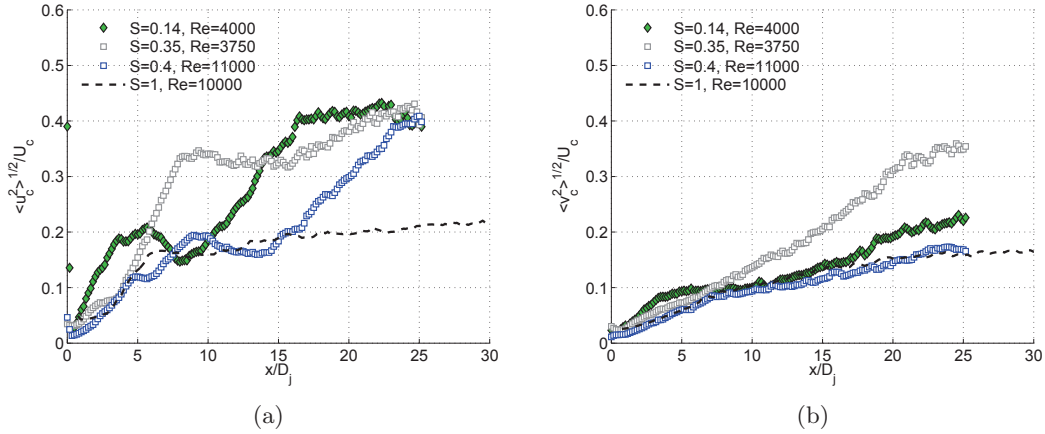 S=0.14, Re=4000
S=0.35, Re=3750
S=0.4, Re=11000
S=1, Re=10000
0.6
0.5
0.4
0.3
0.2
0.1
0
<u_c^2>^{1/2}/U_c
0 5 10 15 20 25 30
x/D_j
(a)
S=0.14, Re=4000
S=0.35, Re=3750
S=0.4, Re=11000
S=1, Re=10000
0.6
0.5
0.4
0.3
0.2
0.1
0
<v_c^2>^{1/2}/U_c
0 5 10 15 20 25 30
x/D_j
(b)